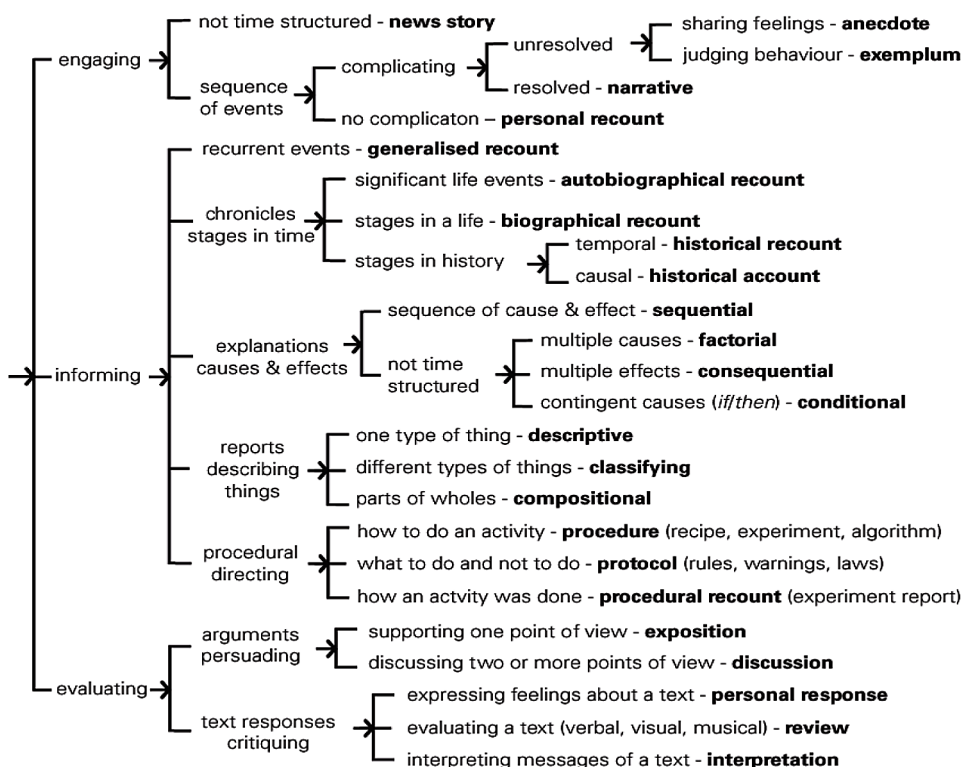 not time structured - news story
sharing feelings - anecdote
unresolved
engaging
judging behaviour - exemplum
complicating
sequence
of events
resolved - narrative
no complicaton – personal recount
recurrent events - generalised recount
significant life events - autobiographical recount
chronicles
stages in time
stages in a life - biographical recount
temporal - historical recount
stages in history
causal - historical account
sequence of cause & effect - sequential
explanations
causes & effects
multiple causes - factorial
not time
structured
multiple effects - consequential
informing
contingent causes (if/then) - conditional
one type of thing - descriptive
reports
describing
things
different types of things - classifying
parts of wholes - compositional
how to do an activity - procedure (recipe, experiment, algorithm)
procedural
directing
what to do and not to do - protocol (rules, warnings, laws)
how an actvity was done - procedural recount (experiment report)
arguments
persuading
supporting one point of view - exposition
discussing two or more points of view - discussion
evaluating
expressing feelings about a text - personal response
text responses
critiquing
evaluating a text (verbal, visual, musical) - review
interpreting messages of a text - interpretation